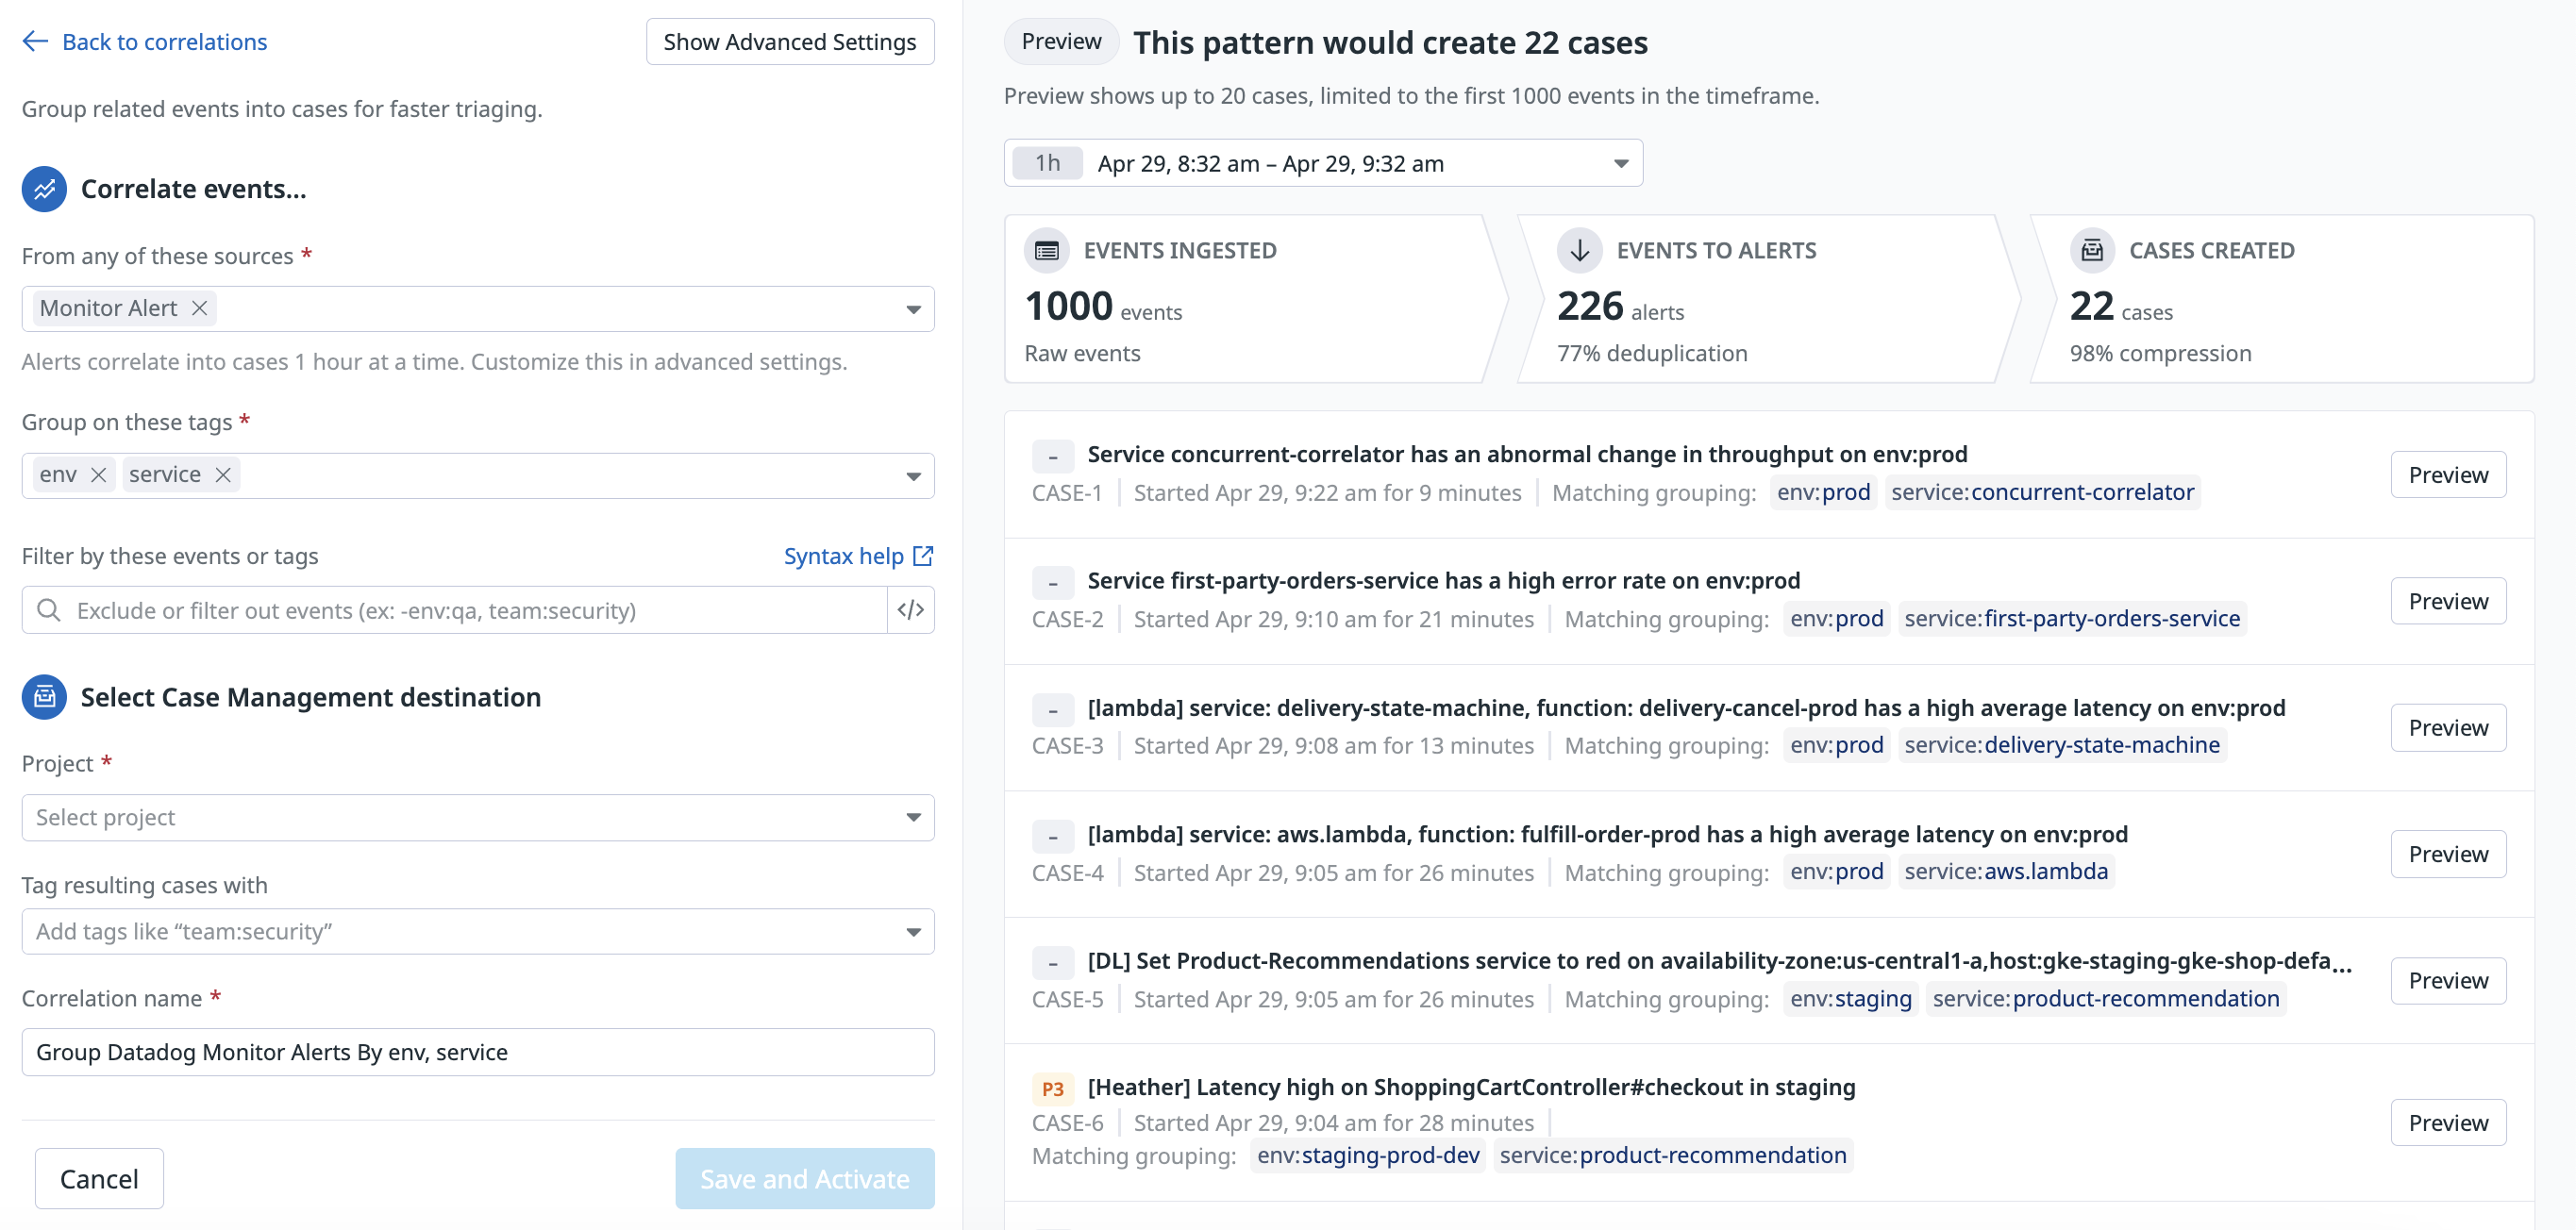 Back to correlations
Show Advanced Settings
Group related events into cases for faster triaging.
Correlate events...
From any of these sources *
Monitor Alert
Alerts correlate into cases 1 hour at a time. Customize this in advanced settings.
Group on these tags *
env service
Filter by these events or tags
Syntax help
Exclude or filter out events (ex: -env:qa, team:security)
</>
Select Case Management destination
Project *
Select project
Tag resulting cases with
Add tags like “team:security”
Correlation name *
Group Datadog Monitor Alerts By env, service
Cancel
Save and Activate
Preview This pattern would create 22 cases
Preview shows up to 20 cases, limited to the first 1000 events in the timeframe.
1h Apr 29, 8:32 am – Apr 29, 9:32 am
EVENTS INGESTED
1000 events
Raw events
EVENTS TO ALERTS
226 alerts
77% deduplication
CASES CREATED
22 cases
98% compression
– Service concurrent-correlator has an abnormal change in throughput on env:prod
CASE-1 Started Apr 29, 9:22 am for 9 minutes Matching grouping: env:prod service:concurrent-correlator
Preview
– Service first-party-orders-service has a high error rate on env:prod
CASE-2 Started Apr 29, 9:10 am for 21 minutes Matching grouping: env:prod service:first-party-orders-service
Preview
– [lambda] service: delivery-state-machine, function: delivery-cancel-prod has a high average latency on env:prod
CASE-3 Started Apr 29, 9:08 am for 13 minutes Matching grouping: env:prod service:delivery-state-machine
Preview
– [lambda] service: aws.lambda, function: fulfill-order-prod has a high average latency on env:prod
CASE-4 Started Apr 29, 9:05 am for 26 minutes Matching grouping: env:prod service:aws.lambda
Preview
– [DL] Set Product-Recommendations service to red on availability-zone:us-central1-a,host:gke-staging-gke-shop-defa...
CASE-5 Started Apr 29, 9:05 am for 26 minutes Matching grouping: env:staging service:product-recommendation
Preview
P3 [Heather] Latency high on ShoppingCartController#checkout in staging
CASE-6 Started Apr 29, 9:04 am for 28 minutes
Matching grouping: env:staging-prod-dev service:product-recommendation
Preview